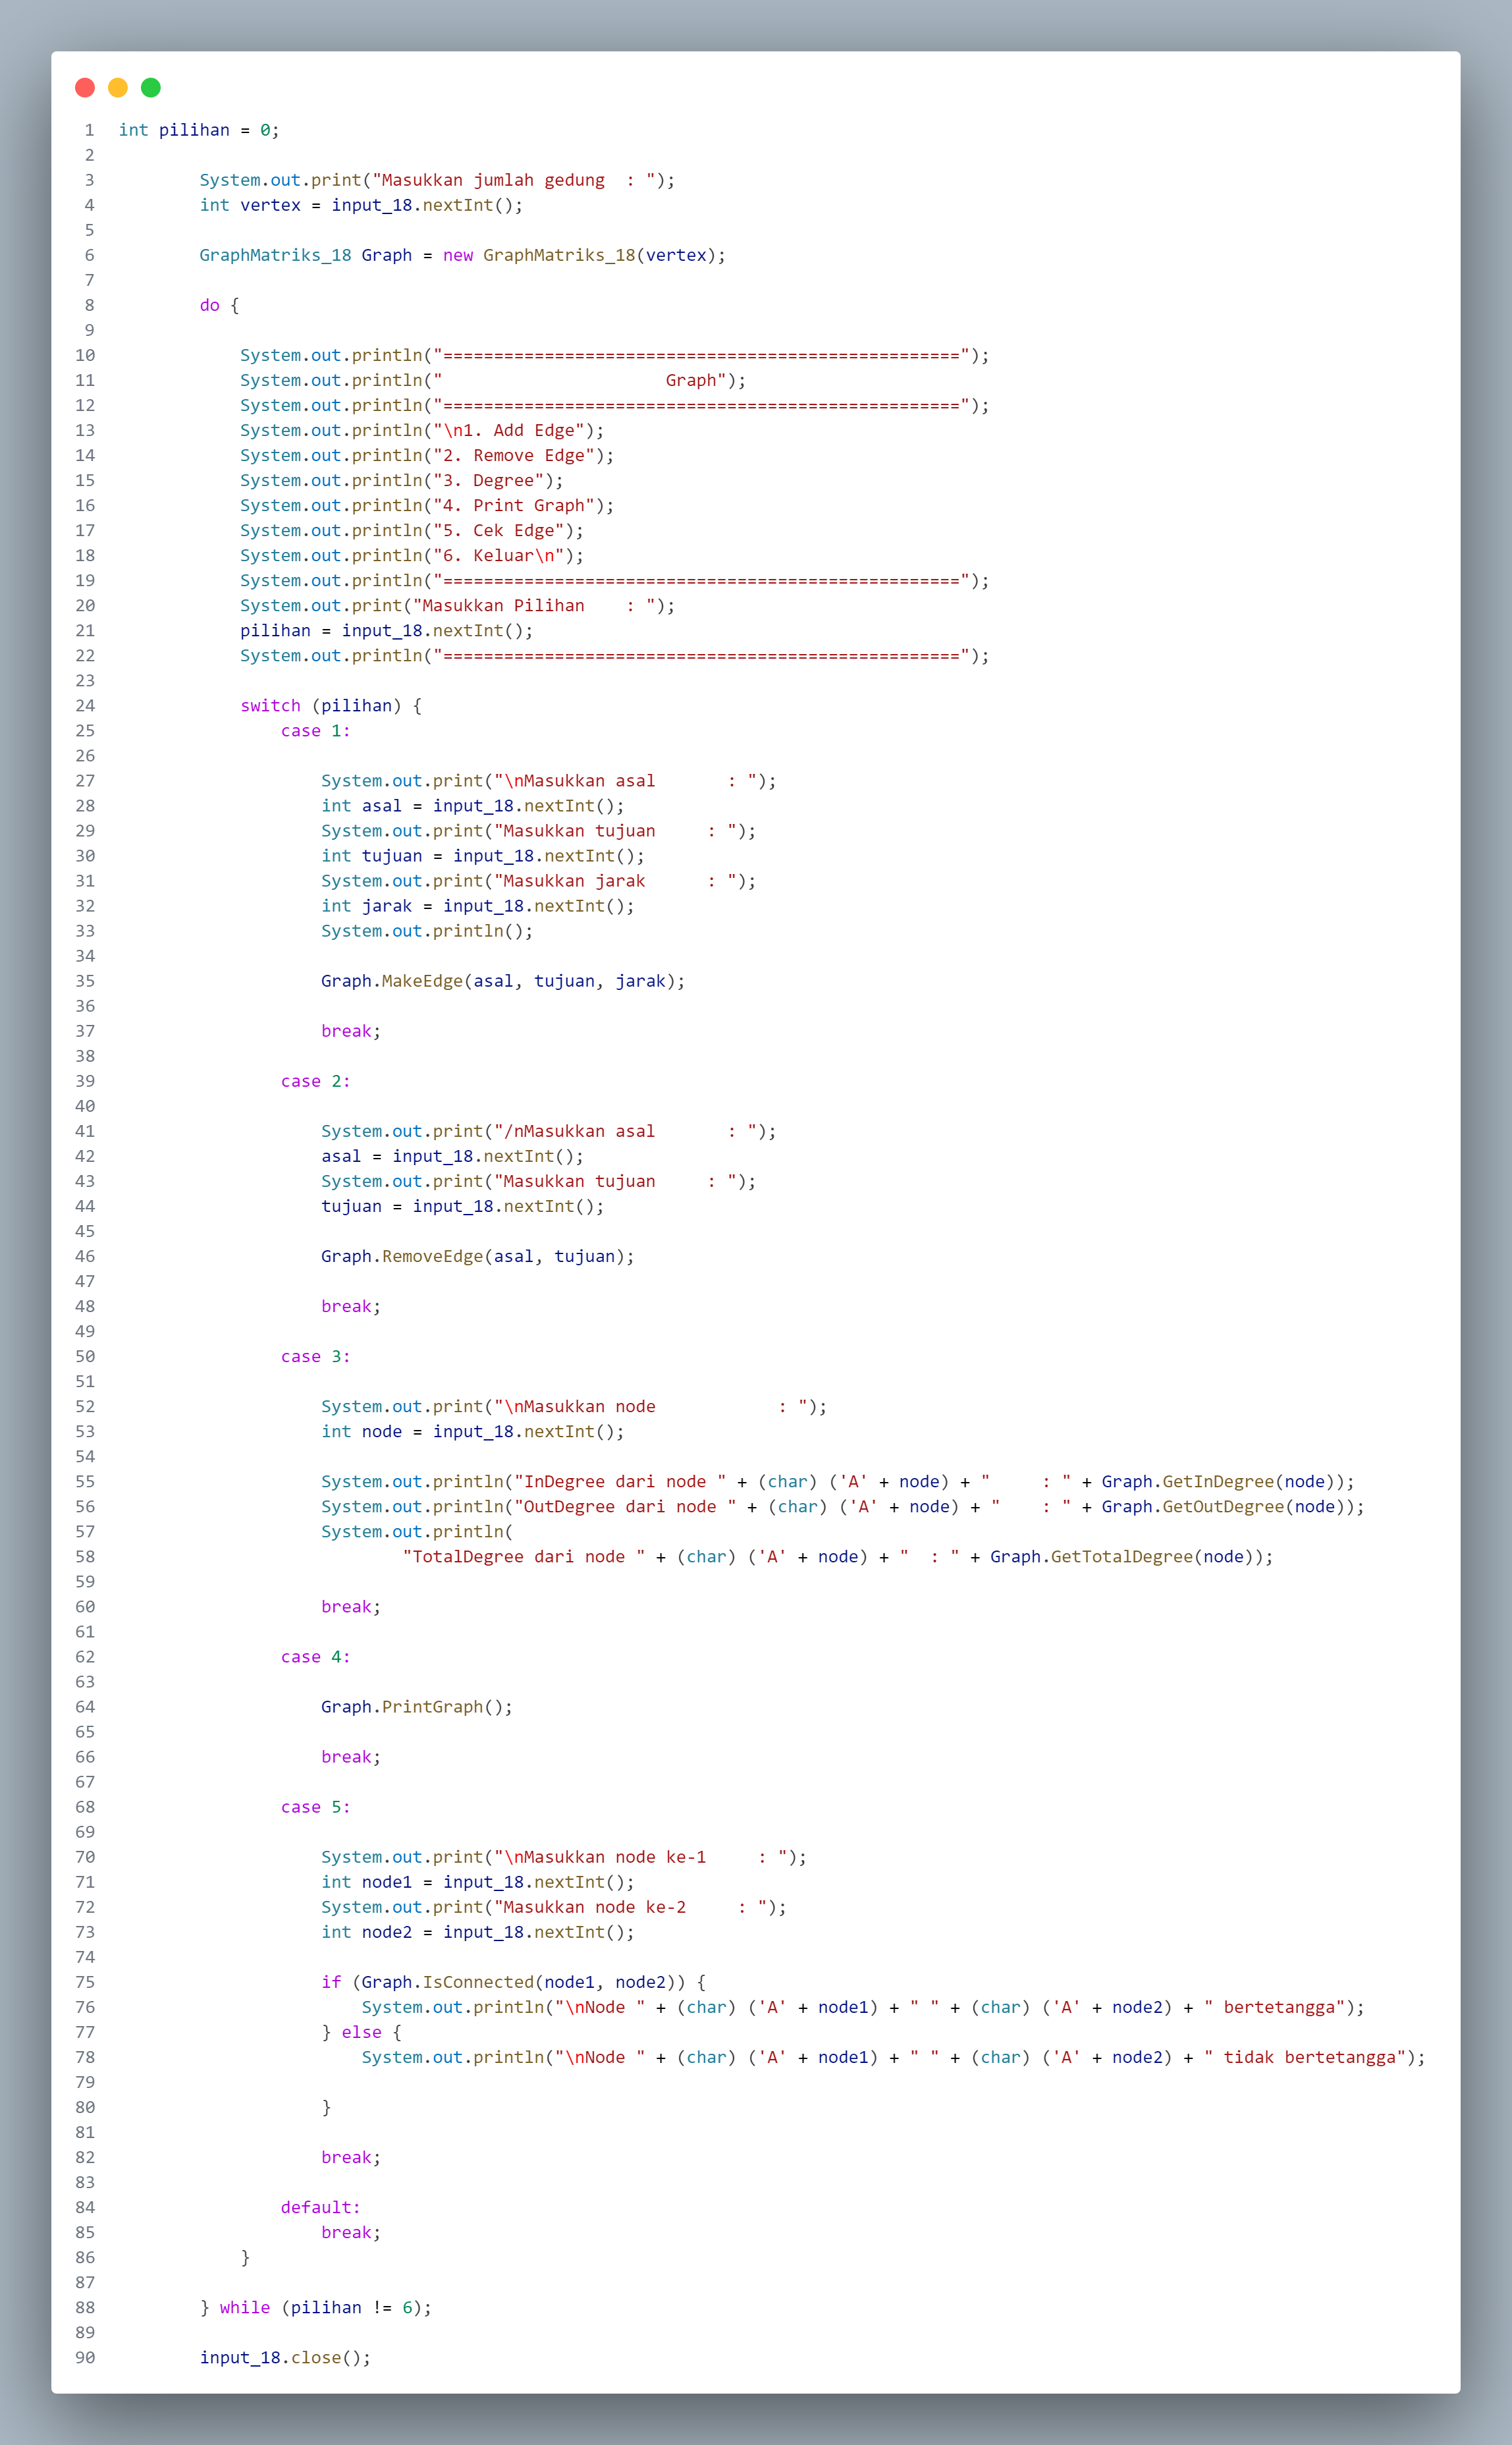 1 int pilihan = 0;
2
3         System.out.print("Masukkan jumlah gedung  : ");
4         int vertex = input_18.nextInt();
5
6         GraphMatriks_18 Graph = new GraphMatriks_18(vertex);
7
8         do {
9
10             System.out.println("===================================================");
11             System.out.println("                      Graph");
12             System.out.println("===================================================");
13             System.out.println("\n1. Add Edge");
14             System.out.println("2. Remove Edge");
15             System.out.println("3. Degree");
16             System.out.println("4. Print Graph");
17             System.out.println("5. Cek Edge");
18             System.out.println("6. Keluar\n");
19             System.out.println("===================================================");
20             System.out.print("Masukkan Pilihan    : ");
21             pilihan = input_18.nextInt();
22             System.out.println("===================================================");
23
24             switch (pilihan) {
25                 case 1:
26
27                     System.out.print("\nMasukkan asal       : ");
28                     int asal = input_18.nextInt();
29                     System.out.print("Masukkan tujuan     : ");
30                     int tujuan = input_18.nextInt();
31                     System.out.print("Masukkan jarak      : ");
32                     int jarak = input_18.nextInt();
33                     System.out.println();
34
35                     Graph.MakeEdge(asal, tujuan, jarak);
36
37                     break;
38
39                 case 2:
40
41                     System.out.print("/nMasukkan asal       : ");
42                     asal = input_18.nextInt();
43                     System.out.print("Masukkan tujuan     : ");
44                     tujuan = input_18.nextInt();
45
46                     Graph.RemoveEdge(asal, tujuan);
47
48                     break;
49
50                 case 3:
51
52                     System.out.print("\nMasukkan node            : ");
53                     int node = input_18.nextInt();
54
55                     System.out.println("InDegree dari node " + (char) ('A' + node) + "     : " + Graph.GetInDegree(node));
56                     System.out.println("OutDegree dari node " + (char) ('A' + node) + "    : " + Graph.GetOutDegree(node));
57                     System.out.println(
58                             "TotalDegree dari node " + (char) ('A' + node) + "  : " + Graph.GetTotalDegree(node));
59
60                     break;
61
62                 case 4:
63
64                     Graph.PrintGraph();
65
66                     break;
67
68                 case 5:
69
70                     System.out.print("\nMasukkan node ke-1     : ");
71                     int node1 = input_18.nextInt();
72                     System.out.print("Masukkan node ke-2     : ");
73                     int node2 = input_18.nextInt();
74
75                     if (Graph.IsConnected(node1, node2)) {
76                         System.out.println("\nNode " + (char) ('A' + node1) + " " + (char) ('A' + node2) + " bertetangga");
77                     } else {
78                         System.out.println("\nNode " + (char) ('A' + node1) + " " + (char) ('A' + node2) + " tidak bertetangga");
79
80                     }
81
82                     break;
83
84                 default:
85                     break;
86             }
87
88         } while (pilihan != 6);
89
90         input_18.close();